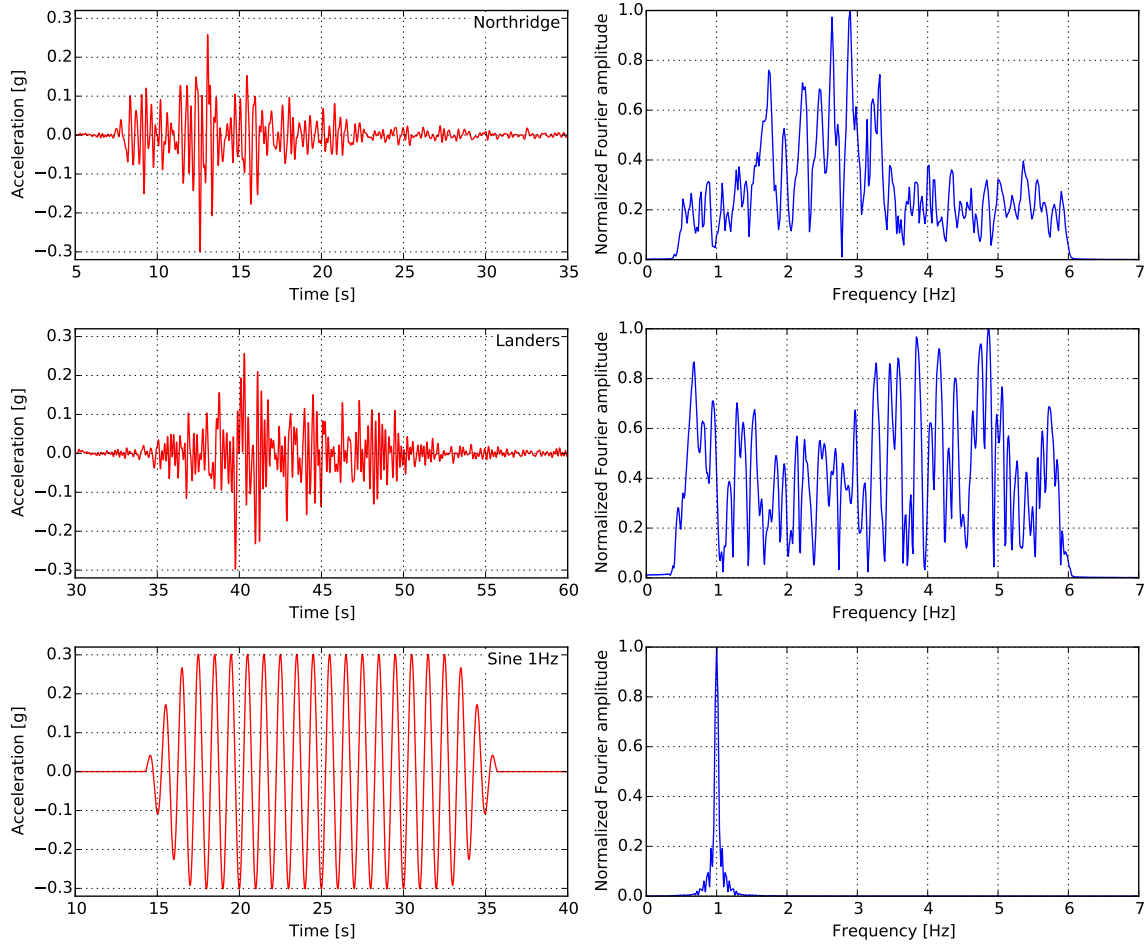 Northridge
Acceleration [g]
0.3
0.2
0.1
0.0
−0.1
−0.2
−0.3
5 10 15 20 25 30 35
Time [s]
Normalized Fourier amplitude
1.0
0.8
0.6
0.4
0.2
0.0
0 1 2 3 4 5 6 7
Frequency [Hz]
Landers
Acceleration [g]
0.3
0.2
0.1
0.0
−0.1
−0.2
−0.3
30 35 40 45 50 55 60
Time [s]
Normalized Fourier amplitude
1.0
0.8
0.6
0.4
0.2
0.0
0 1 2 3 4 5 6 7
Frequency [Hz]
Sine 1Hz
Acceleration [g]
0.3
0.2
0.1
0.0
−0.1
−0.2
−0.3
10 15 20 25 30 35 40
Time [s]
Normalized Fourier amplitude
1.0
0.8
0.6
0.4
0.2
0.0
0 1 2 3 4 5 6 7
Frequency [Hz]